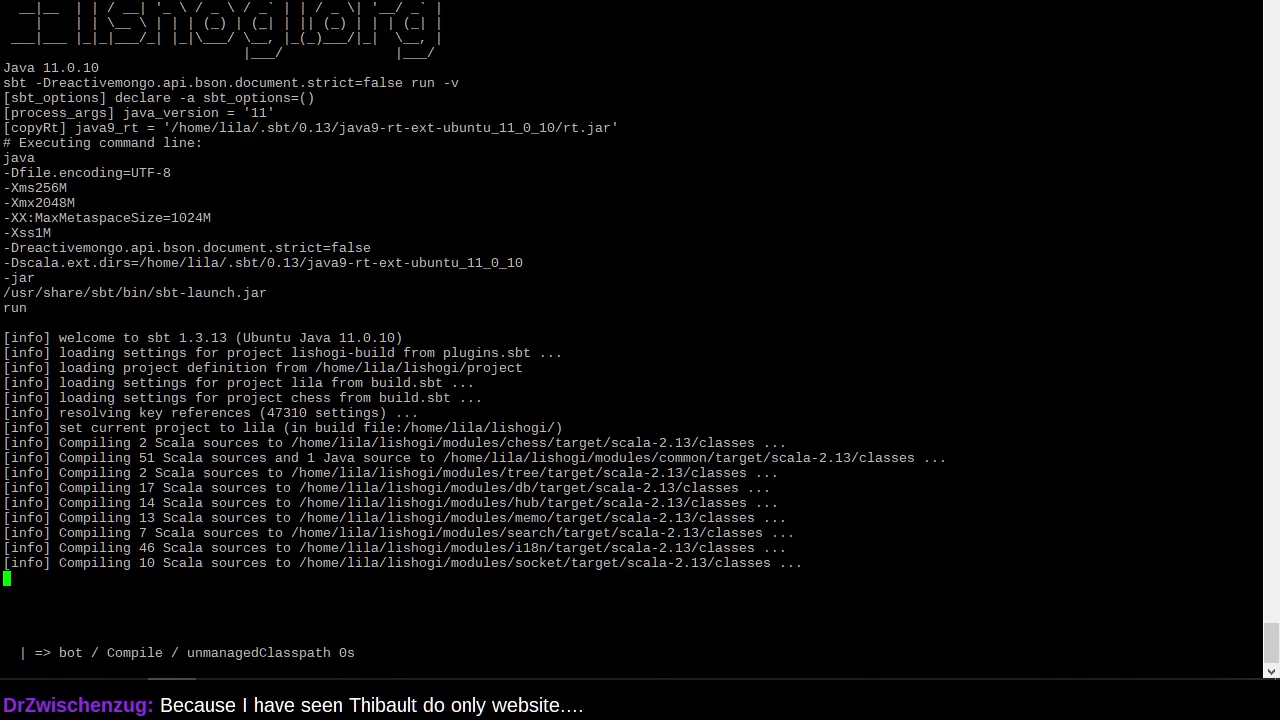 Java 11.0.10
sbt -Dreactivemongo.api.bson.document.strict=false run -v
[sbt_options] declare -a sbt_options=()
[process_args] java_version = '11'
[copyRt] java9_rt = '/home/lila/.sbt/0.13/java9-rt-ext-ubuntu_11_0_10/rt.jar'
# Executing command line:
java
-Dfile.encoding=UTF-8
-Xms256M
-Xmx2048M
-XX:MaxMetaspaceSize=1024M
-Xss1M
-Dreactivemongo.api.bson.document.strict=false
-Dscala.ext.dirs=/home/lila/.sbt/0.13/java9-rt-ext-ubuntu_11_0_10
-jar
/usr/share/sbt/bin/sbt-launch.jar
run
[info] welcome to sbt 1.3.13 (Ubuntu Java 11.0.10)
[info] loading settings for project lishogi-build from plugins.sbt ...
[info] loading project definition from /home/lila/lishogi/project
[info] loading settings for project lila from build.sbt ...
[info] loading settings for project chess from build.sbt ...
[info] resolving key references (47310 settings) ...
[info] set current project to lila (in build file:/home/lila/lishogi/)
[info] Compiling 2 Scala sources to /home/lila/lishogi/modules/chess/target/scala-2.13/classes ...
[info] Compiling 51 Scala sources and 1 Java source to /home/lila/lishogi/modules/common/target/scala-2.13/classes ...
[info] Compiling 2 Scala sources to /home/lila/lishogi/modules/tree/target/scala-2.13/classes ...
[info] Compiling 17 Scala sources to /home/lila/lishogi/modules/db/target/scala-2.13/classes ...
[info] Compiling 14 Scala sources to /home/lila/lishogi/modules/hub/target/scala-2.13/classes ...
[info] Compiling 13 Scala sources to /home/lila/lishogi/modules/memo/target/scala-2.13/classes ...
[info] Compiling 7 Scala sources to /home/lila/lishogi/modules/search/target/scala-2.13/classes ...
[info] Compiling 46 Scala sources to /home/lila/lishogi/modules/i18n/target/scala-2.13/classes ...
[info] Compiling 10 Scala sources to /home/lila/lishogi/modules/socket/target/scala-2.13/classes ...
| => bot / Compile / unmanagedClasspath 0s
DrZwischenzug: Because I have seen Thibault do only website....